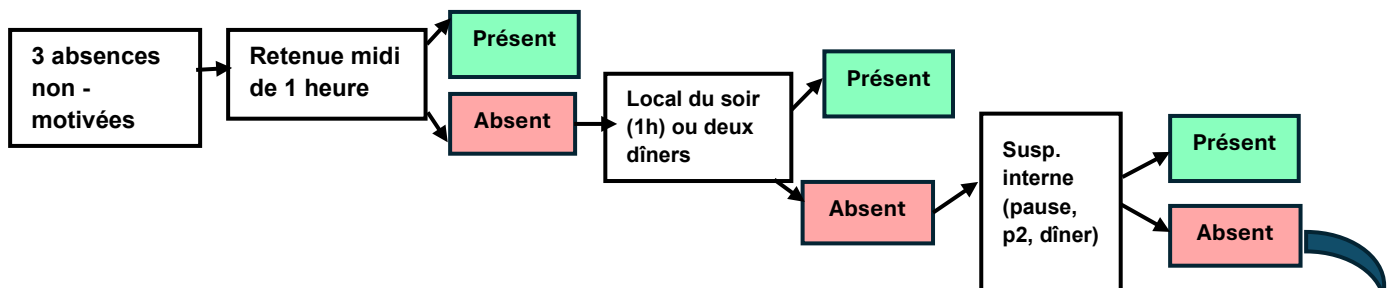 3 absences
non -
motivées
Retenue midi
de 1 heure
Présent
Absent
Local du soir
(1h) ou deux
dîners
Présent
Absent
Susp.
interne
(pause,
p2, dîner)
Présent
Absent